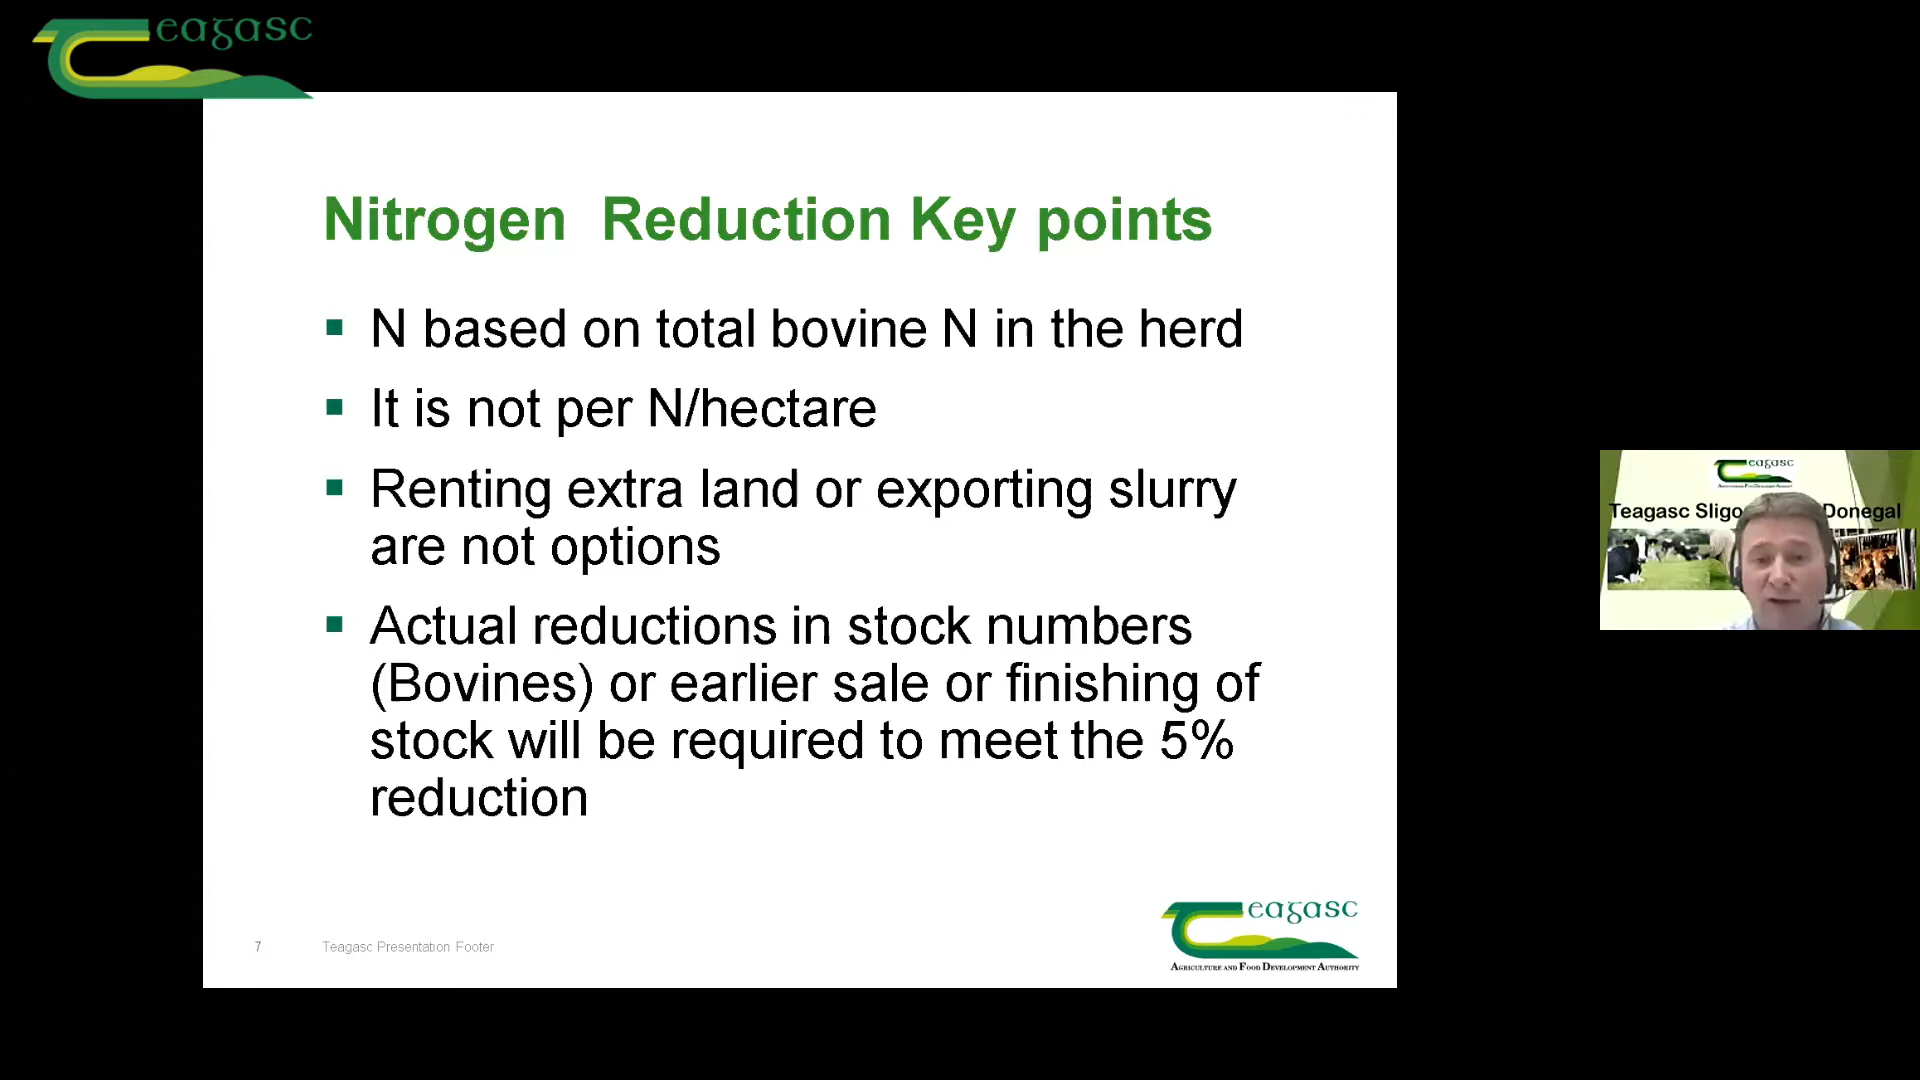 Teagasc
Nitrogen  Reduction Key points
▪ N based on total bovine N in the herd
▪ It is not per N/hectare
▪ Renting extra land or exporting slurry
are not options
▪ Actual reductions in stock numbers
(Bovines) or earlier sale or finishing of
stock will be required to meet the 5%
reduction
Teagasc
Teagasc Sligo Donegal
7 Teagasc Presentation Footer
Teagasc
AGRICULTURE AND FOOD DEVELOPMENT AUTHORITY